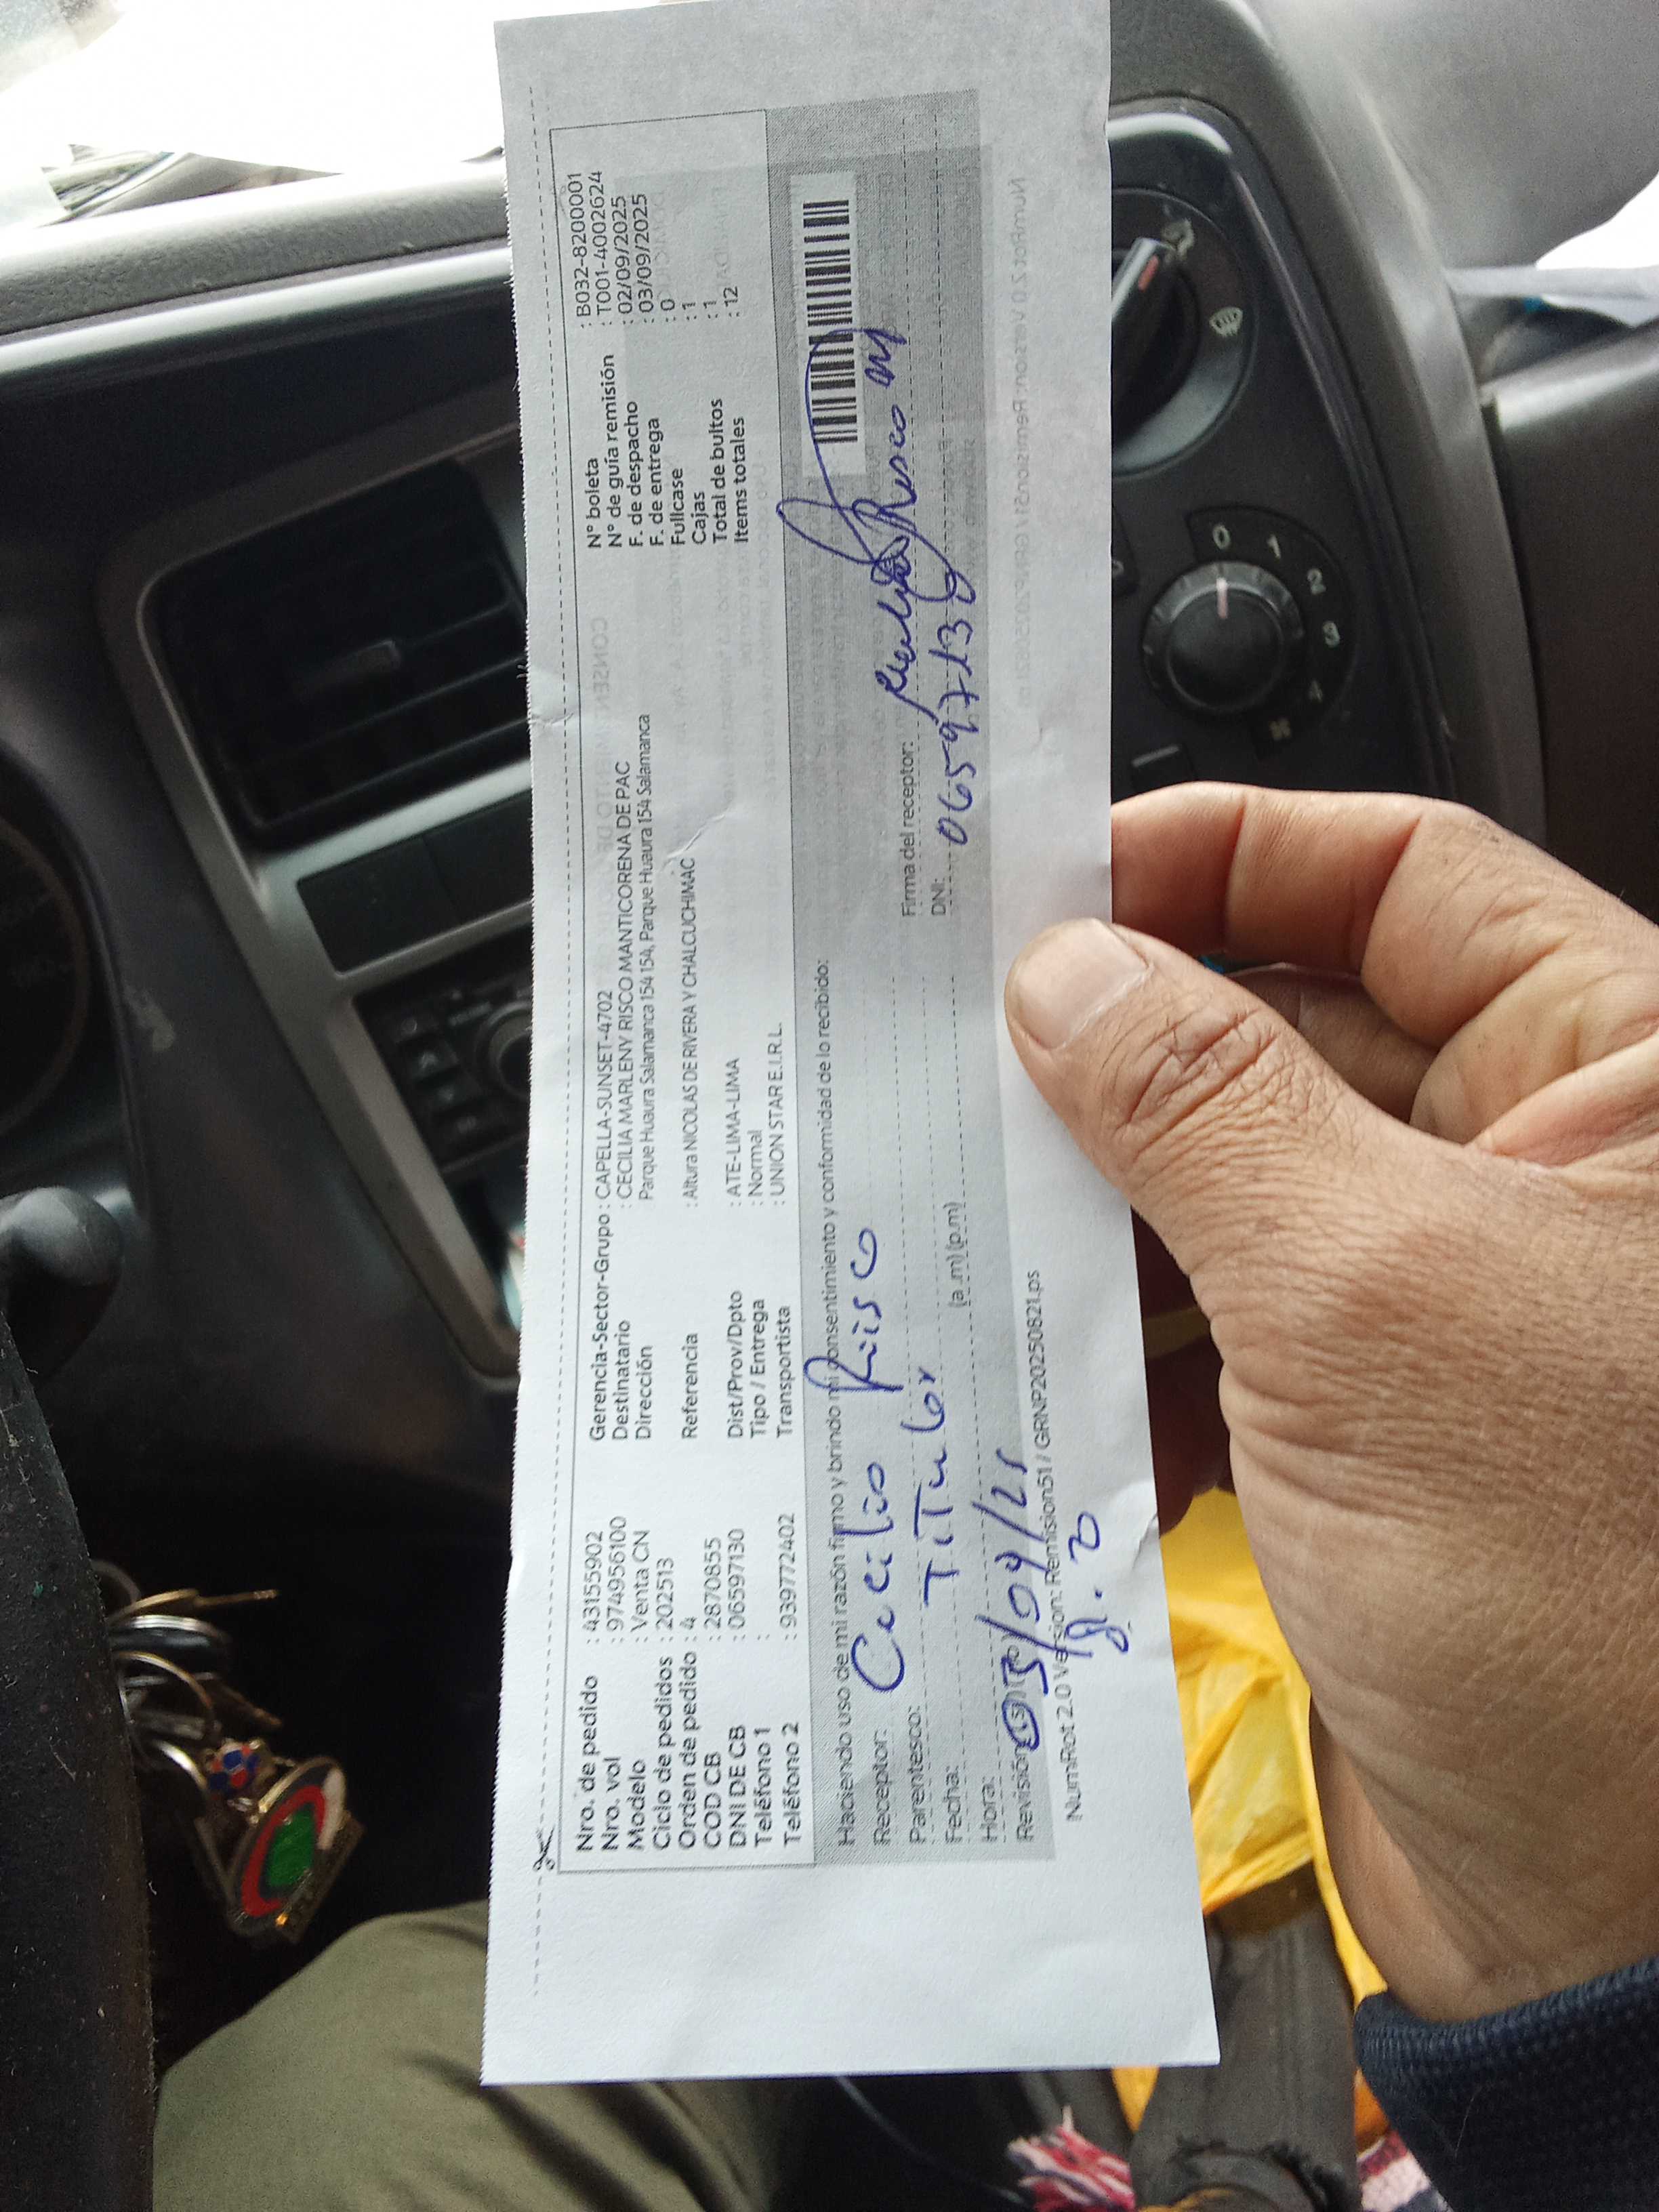 Nro. de pedido : 43155902
Nro. vol : 974956100
Modelo : Venta CN
Ciclo de pedidos : 202513
Orden de pedido : 4
COD CB : 2870855
DNI DE CB : 06597130
Teléfono 1 :
Teléfono 2 : 939772402
Gerencia-Sector-Grupo : CAPELLA-SUNSET-4702
Destinatario : CECILIA MARLENY RISCO MANTICORENA DE PAC
Dirección Parque Huaura Salamanca 154 154, Parque Huaura 154 Salamanca
Referencia : Altura NICOLAS DE RIVERA Y CHALCUCHIMAC
Dist/Prov/Dpto : ATE-LIMA-LIMA
Tipo / Entrega : Normal
Transportista : UNION STAR E.I.R.L.
N° boleta : B032-8200001
N° de guía remisión : T001-4002624
F. de despacho : 02/09/2025
F. de entrega : 03/09/2025
Fullcase : 0
Cajas : 1
Total de bultos : 1
Items totales : 12
Haciendo uso de mi razón firmo y brindo mi consentimiento y conformidad de lo recibido:
Receptor: Cecilia Risco
Parentesco: Titular
Fecha: 03/09/25
Hora: (a.m) (p.m)
Firma del receptor: Risco M
DNI: 06597130
NumRot 2.0 Version: Remision51 / GRNP20250821.ps
0 1 2 3 4